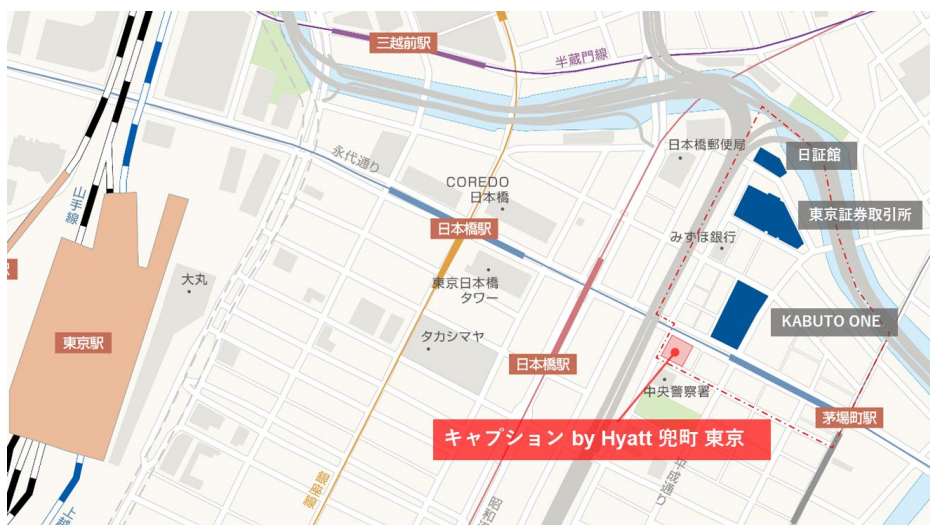 三越前駅
半蔵門線
日本橋郵便局
日証館
永代通り
COREDO
日本橋
山手線
東京証券取引所
日本橋駅
みずほ銀行
大丸
東京日本橋
タワー
KABUTO ONE
東京駅
タカシマヤ
日本橋駅
中央警察署
茅場町駅
キャプション by Hyatt 兜町 東京
平成通り
銀座線
昭和
上越